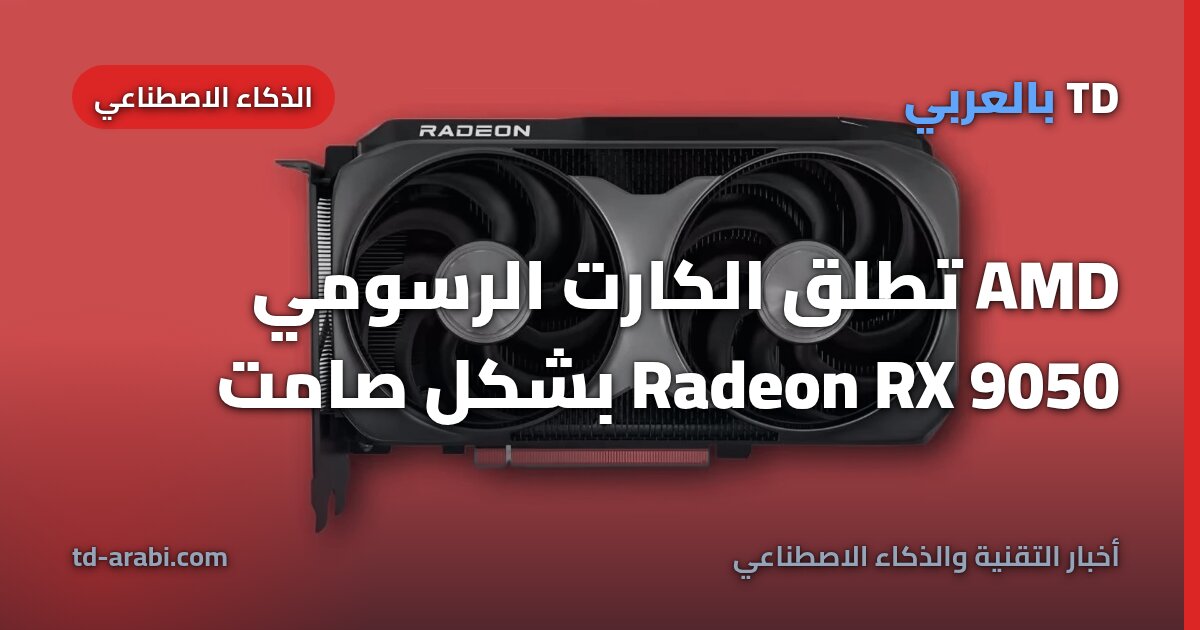 TD بالعربي
الذكاء الاصطناعي
RADEON
AMD تطلق الكارت الرسومي
Radeon RX 9050 بشكل صامت
أخبار التقنية والذكاء الاصطناعي
td-arabi.com